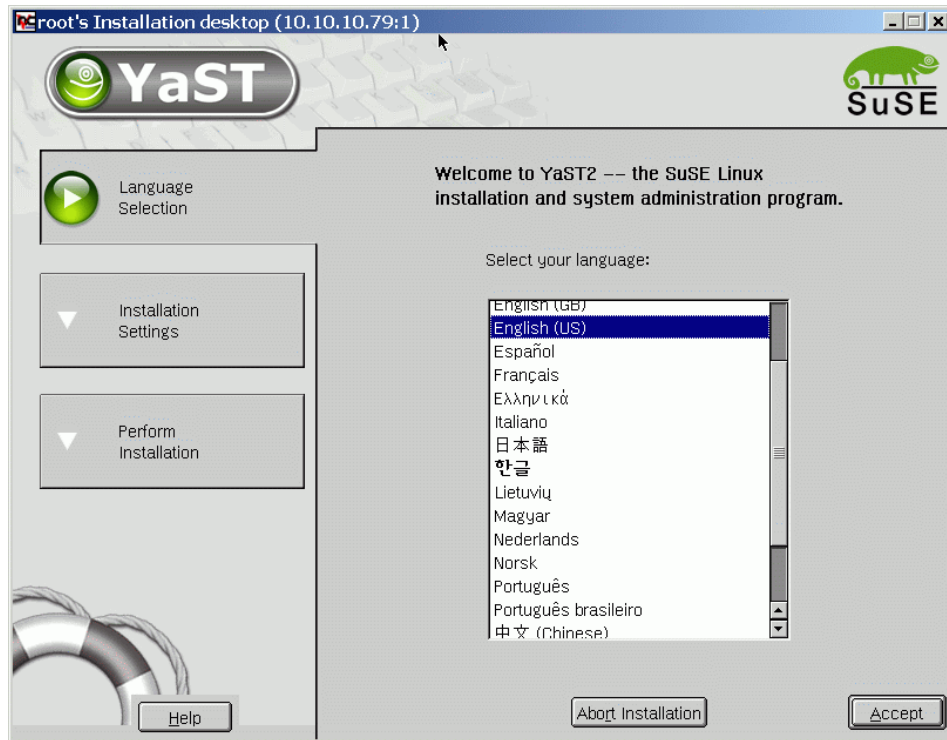 root's Installation desktop (10.10.10.79:1)
YaST
SuSE
Language
Selection
Installation
Settings
Perform
Installation
Help
Welcome to YaST2 -- the SuSE Linux
installation and system administration program.
Select your language:
English (GB)
English (US)
Español
Français
Ελληνικά
Italiano
日本語
한글
Lietuvių
Magyar
Nederlands
Norsk
Português
Português brasileiro
中文 (Chinese)
Abort Installation
Accept